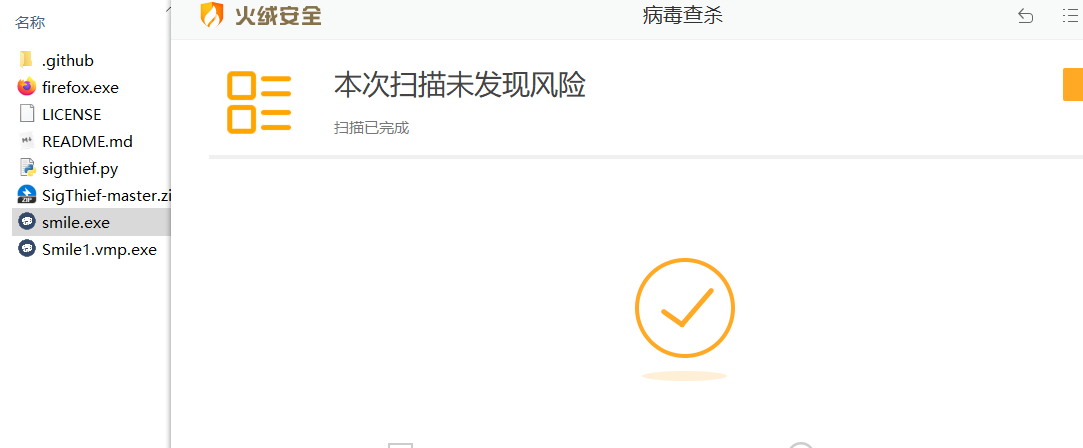 名称
.github
firefox.exe
LICENSE
README.md
sigthief.py
SigThief-master.zi
smile.exe
Smile1.vmp.exe
火绒安全
病毒查杀
本次扫描未发现风险
扫描已完成